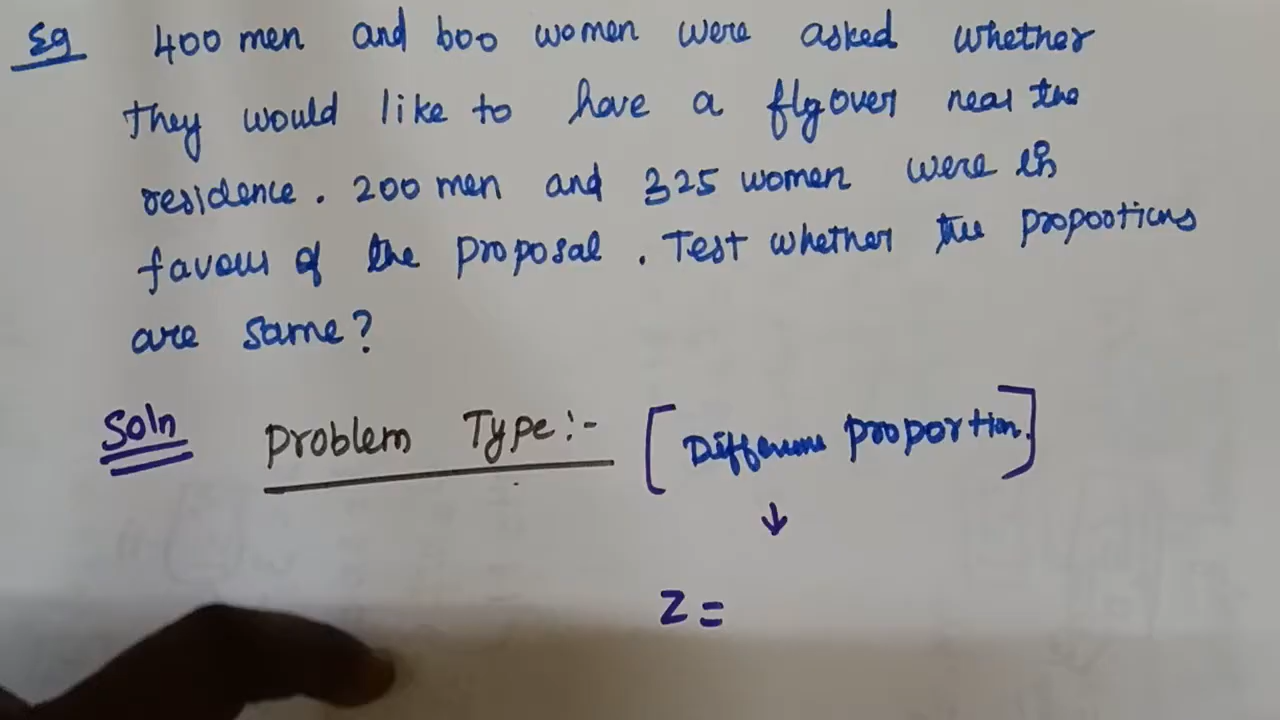 Eg 400 men and 600 women were asked whether
They would like to have a flyover near the
residence. 200 men and 325 women were in
favour of the proposal. Test whether the proportions
are same?
Soln Problem Type:- [Difference proportion.]
↓
Z =